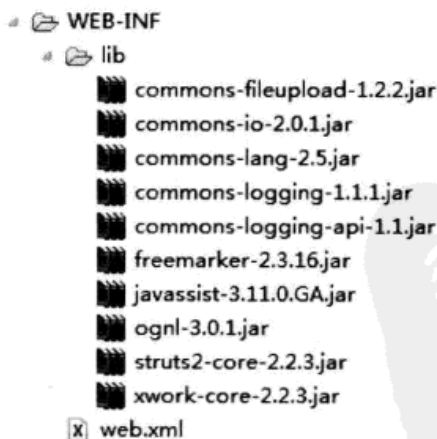 WEB-INF
lib
commons-fileupload-1.2.2.jar
commons-io-2.0.1.jar
commons-lang-2.5.jar
commons-logging-1.1.1.jar
commons-logging-api-1.1.jar
freemarker-2.3.16.jar
javassist-3.11.0.GA.jar
ognl-3.0.1.jar
struts2-core-2.2.3.jar
xwork-core-2.2.3.jar
web.xml